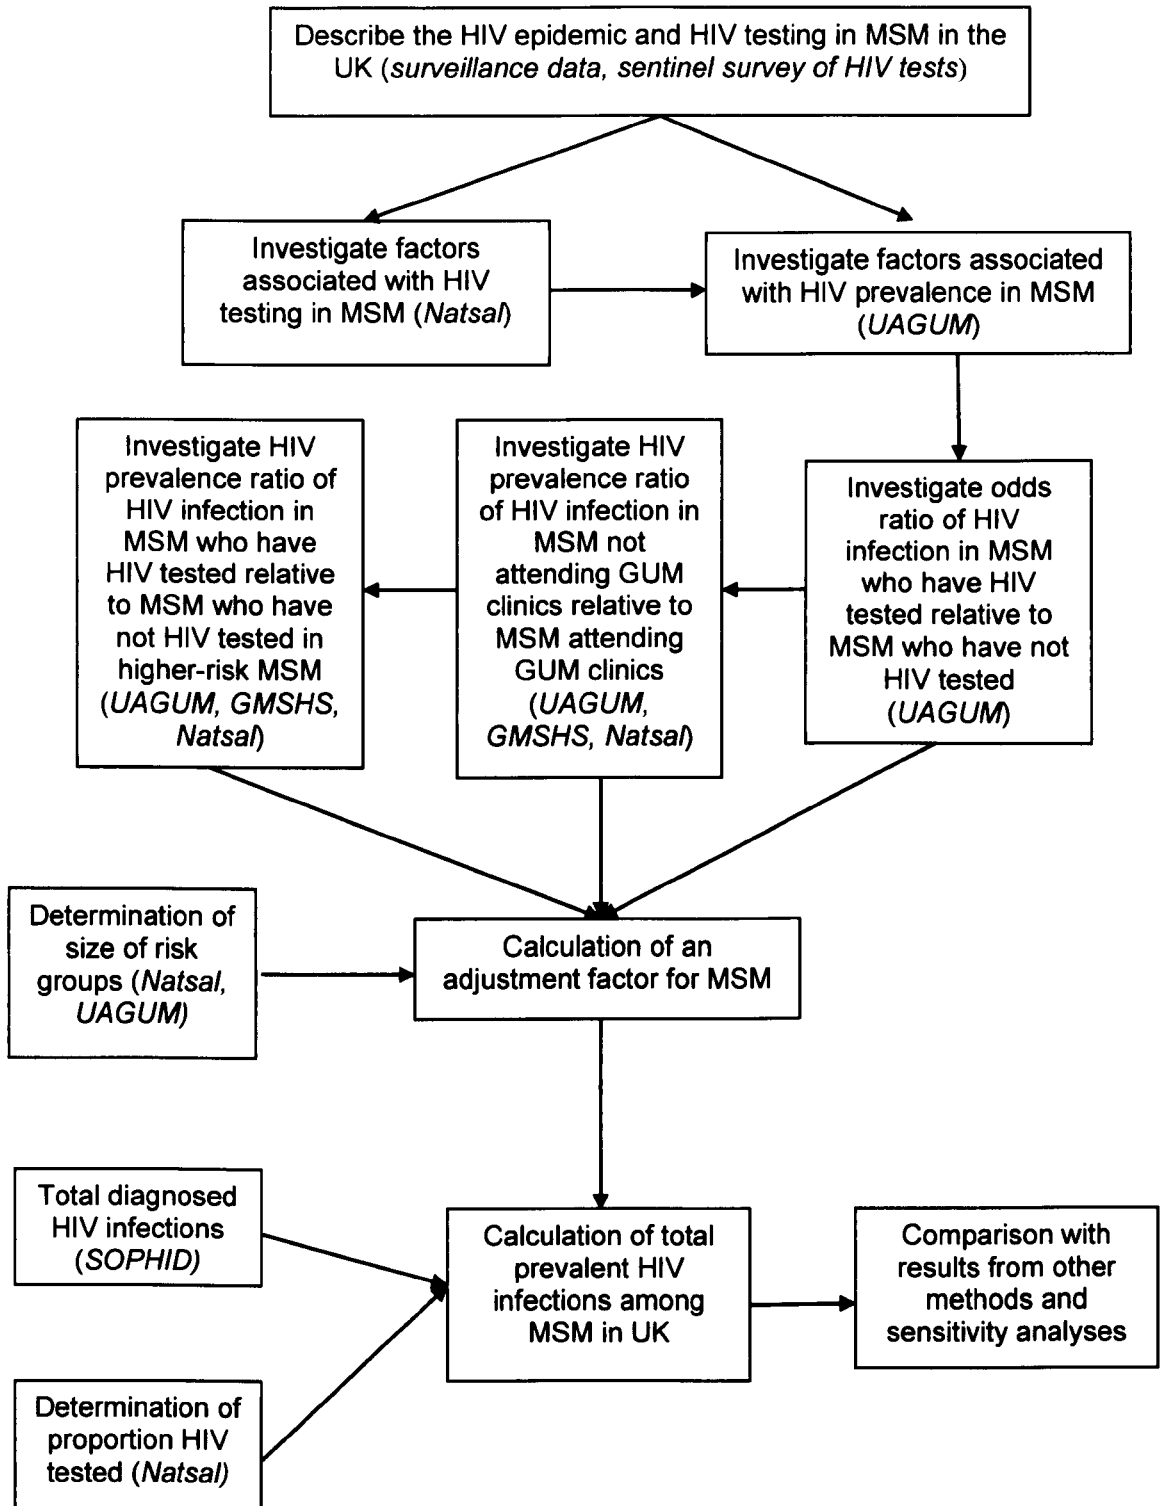 Describe the HIV epidemic and HIV testing in MSM in the
UK (surveillance data, sentinel survey of HIV tests)
Investigate factors
associated with HIV
testing in MSM (Natsal)
Investigate factors associated
with HIV prevalence in MSM
(UAGUM)
Investigate HIV
prevalence ratio of
HIV infection in
MSM who have
HIV tested relative
to MSM who have
not HIV tested in
higher-risk MSM
(UAGUM, GMSHS,
Natsal)
Investigate HIV
prevalence ratio
of HIV infection in
MSM not
attending GUM
clinics relative to
MSM attending
GUM clinics
(UAGUM,
GMSHS, Natsal)
Investigate odds
ratio of HIV
infection in MSM
who have HIV
tested relative to
MSM who have not
HIV tested
(UAGUM)
Determination of
size of risk
groups (Natsal,
UAGUM)
Calculation of an
adjustment factor for MSM
Total diagnosed
HIV infections
(SOPHID)
Calculation of total
prevalent HIV
infections among
MSM in UK
Comparison with
results from other
methods and
sensitivity analyses
Determination of
proportion HIV
tested (Natsal)